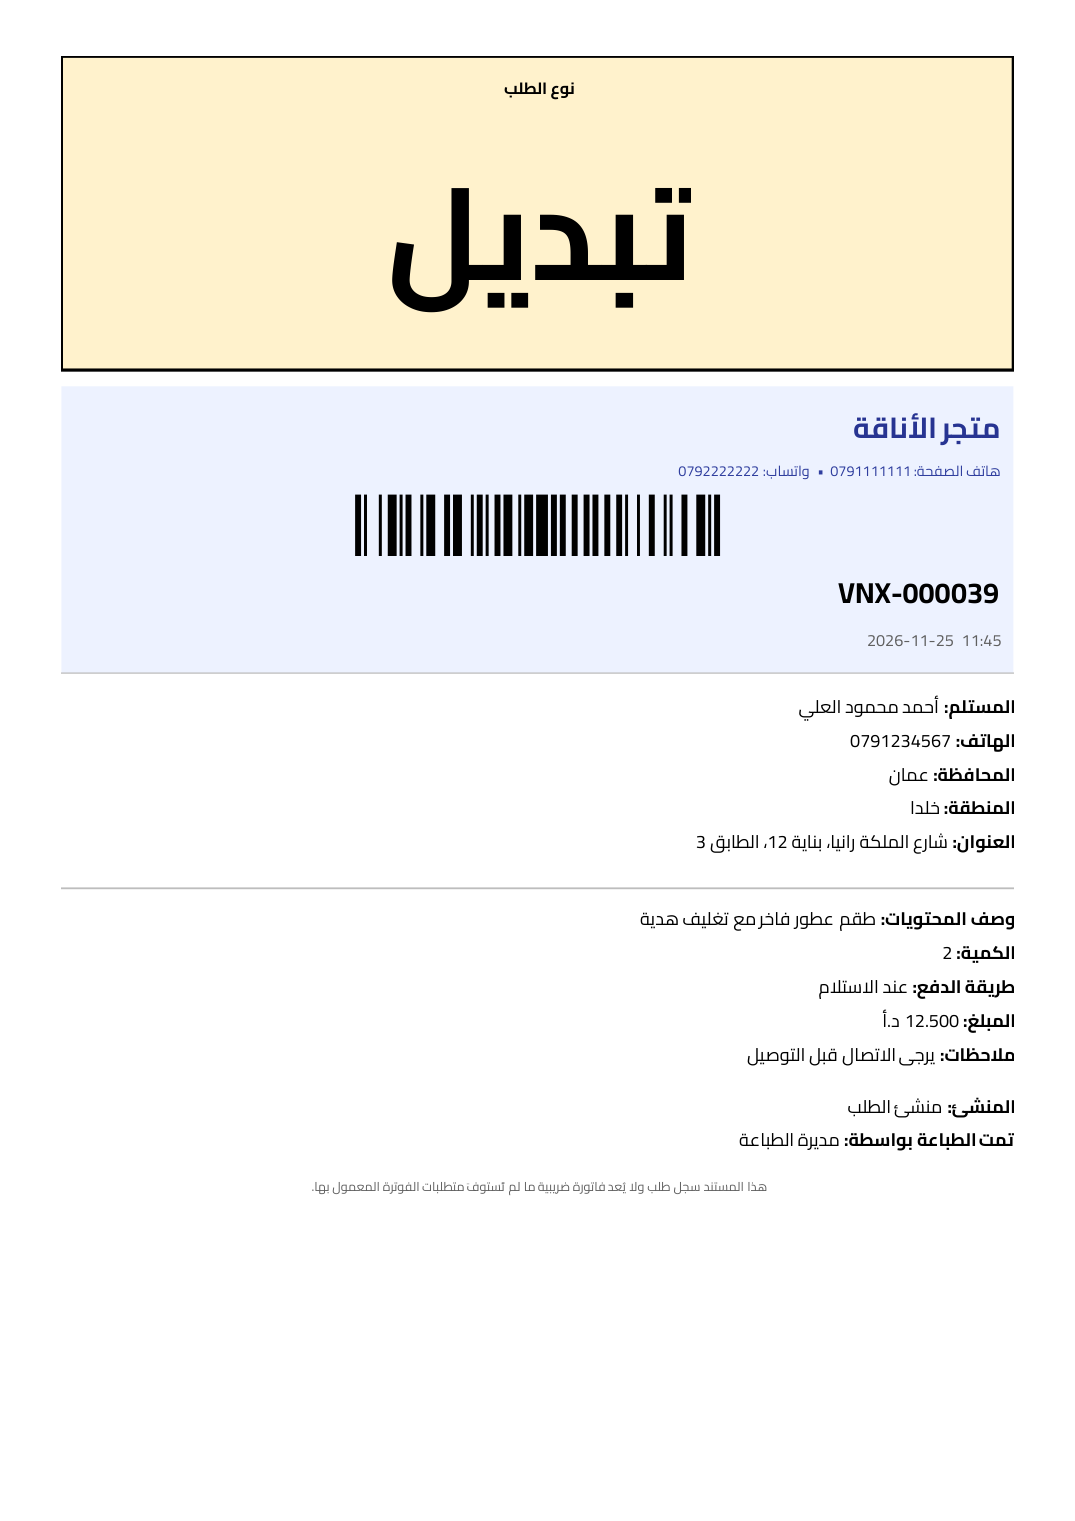 نوع الطلب
تبديل
متجر الأناقة
هاتف الصفحة: 0791111111 • واتساب: 0792222222
VNX-000039
2026-11-25 11:45
المستلم: أحمد محمود العلي
الهاتف: 0791234567
المحافظة: عمان
المنطقة: خلدا
العنوان: شارع الملكة رانيا، بناية 12، الطابق 3
وصف المحتويات: طقم عطور فاخر مع تغليف هدية
الكمية: 2
طريقة الدفع: عند الاستلام
المبلغ: 12.500 د.أ
ملاحظات: يرجى الاتصال قبل التوصيل
المنشئ: منشئ الطلب
تمت الطباعة بواسطة: مديرة الطباعة
هذا المستند سجل طلب ولا يُعد فاتورة ضريبية ما لم تُستوفَ متطلبات الفوترة المعمول بها.